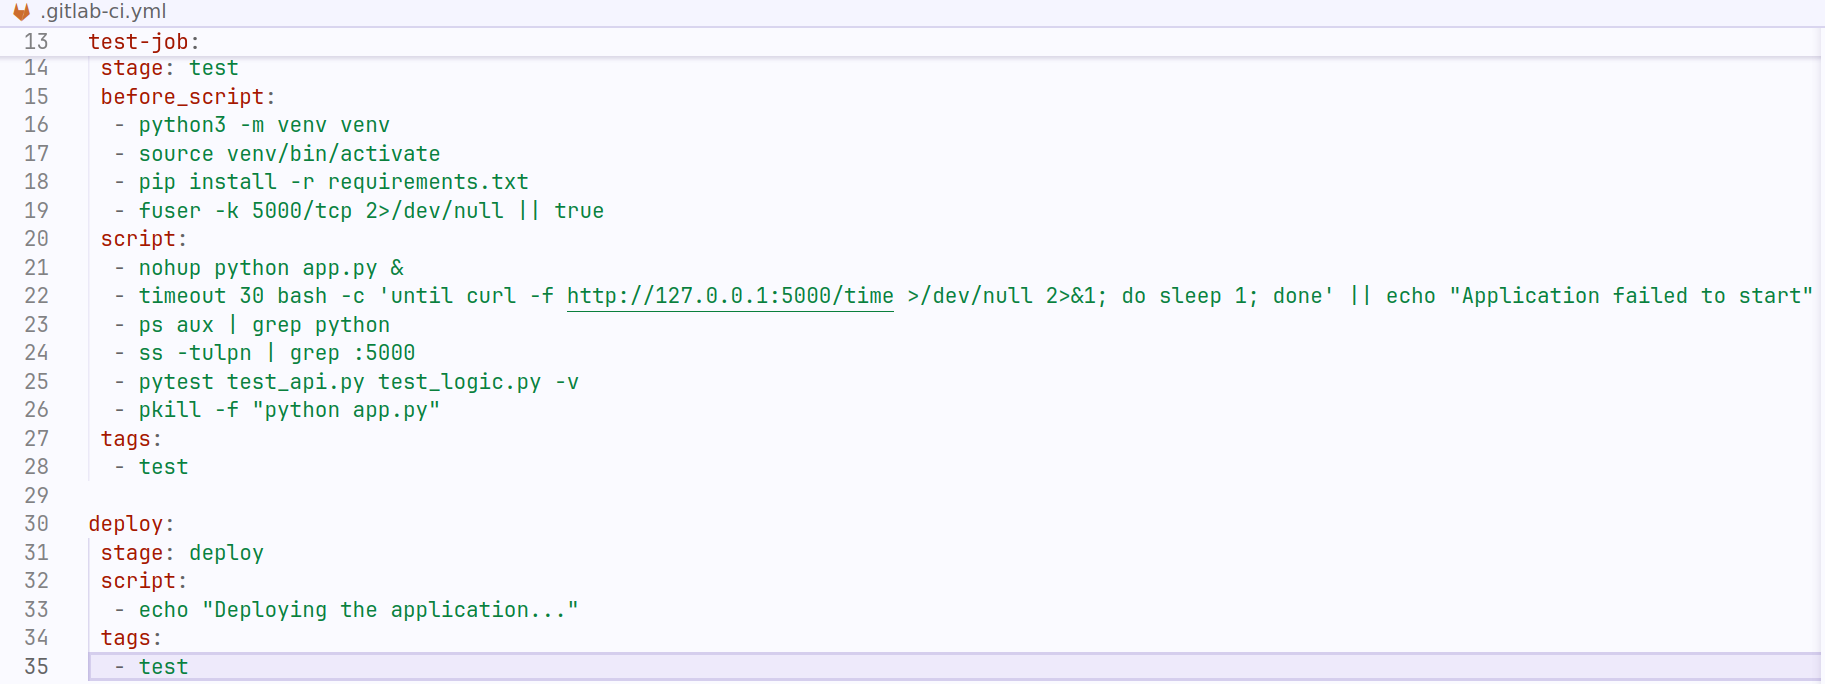 .gitlab-ci.yml
13 test-job:
14 stage: test
15 before_script:
16 - python3 -m venv venv
17 - source venv/bin/activate
18 - pip install -r requirements.txt
19 - fuser -k 5000/tcp 2>/dev/null || true
20 script:
21 - nohup python app.py &
22 - timeout 30 bash -c 'until curl -f http://127.0.0.1:5000/time >/dev/null 2>&1; do sleep 1; done' || echo "Application failed to start"
23 - ps aux | grep python
24 - ss -tulpn | grep :5000
25 - pytest test_api.py test_logic.py -v
26 - pkill -f "python app.py"
27 tags:
28 - test
29
30 deploy:
31 stage: deploy
32 script:
33 - echo "Deploying the application..."
34 tags:
35 - test